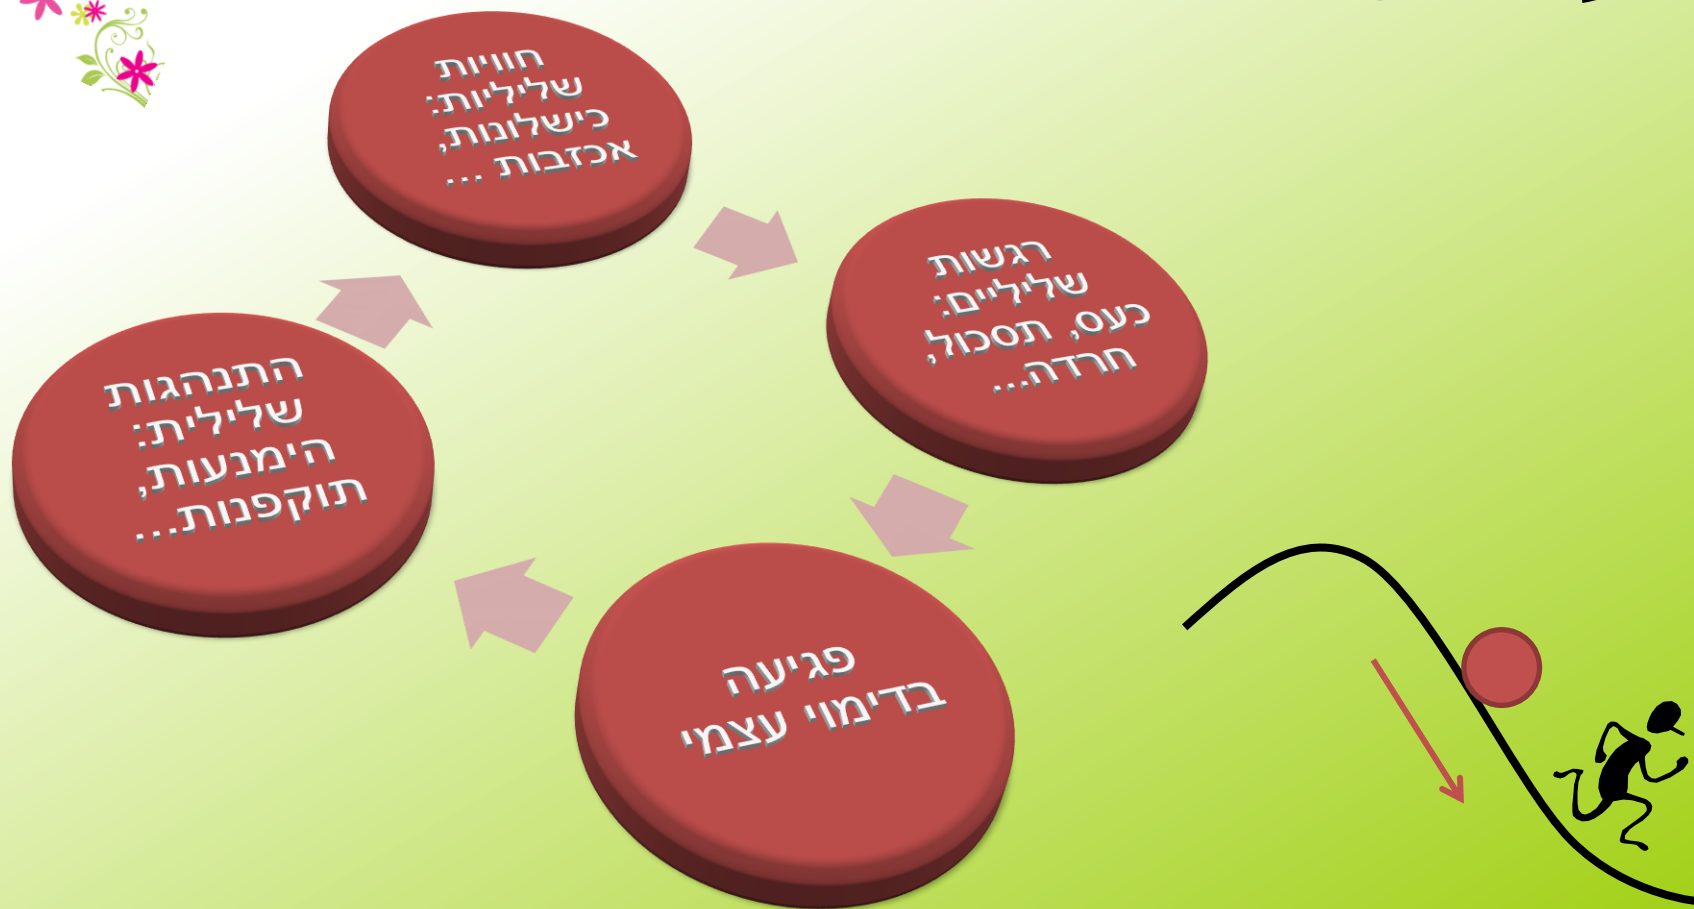 חוויות
שליליות:
כישלונות,
אכזבות ...
רגשות
שליליים:
כעס, תסכול,
חרדה...
פגיעה
בדימוי עצמי
התנהגות
שלילית:
הימנעות,
תוקפנות...